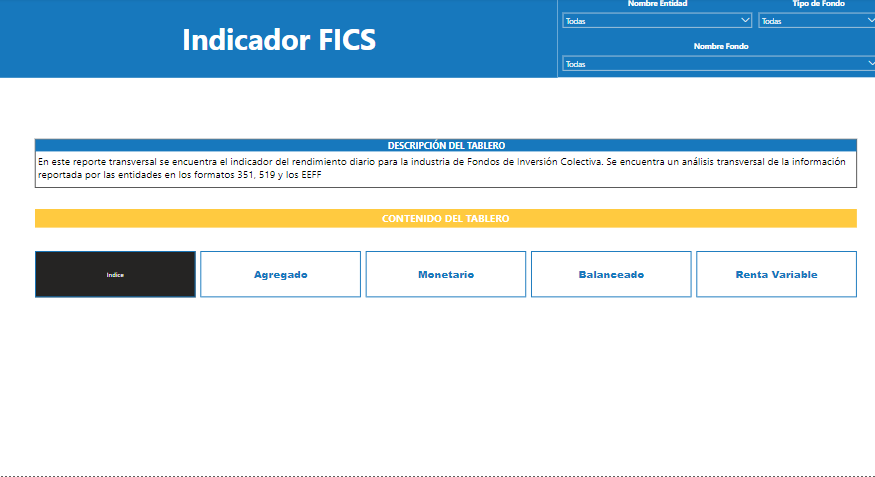 Indicador FICS
Nombre Entidad
Tipo de Fondo
Todas
Todas
Nombre Fondo
Todas
DESCRIPCIÓN DEL TABLERO
En este reporte transversal se encuentra el indicador del rendimiento diario para la industria de Fondos de Inversión Colectiva. Se encuentra un análisis transversal de la información
reportada por las entidades en los formatos 351, 519 y los EEFF
CONTENIDO DEL TABLERO
Indice
Agregado
Monetario
Balanceado
Renta Variable